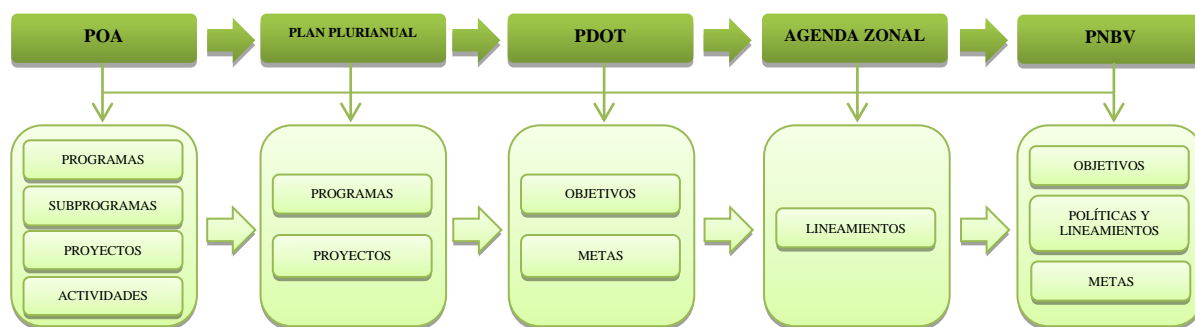 POA
PLAN PLURIANUAL
PDOT
AGENDA ZONAL
PNBV
PROGRAMAS
SUBPROGRAMAS
PROYECTOS
ACTIVIDADES
PROGRAMAS
PROYECTOS
OBJETIVOS
METAS
LINEAMIENTOS
OBJETIVOS
POLÍTICAS Y
LINEAMIENTOS
METAS